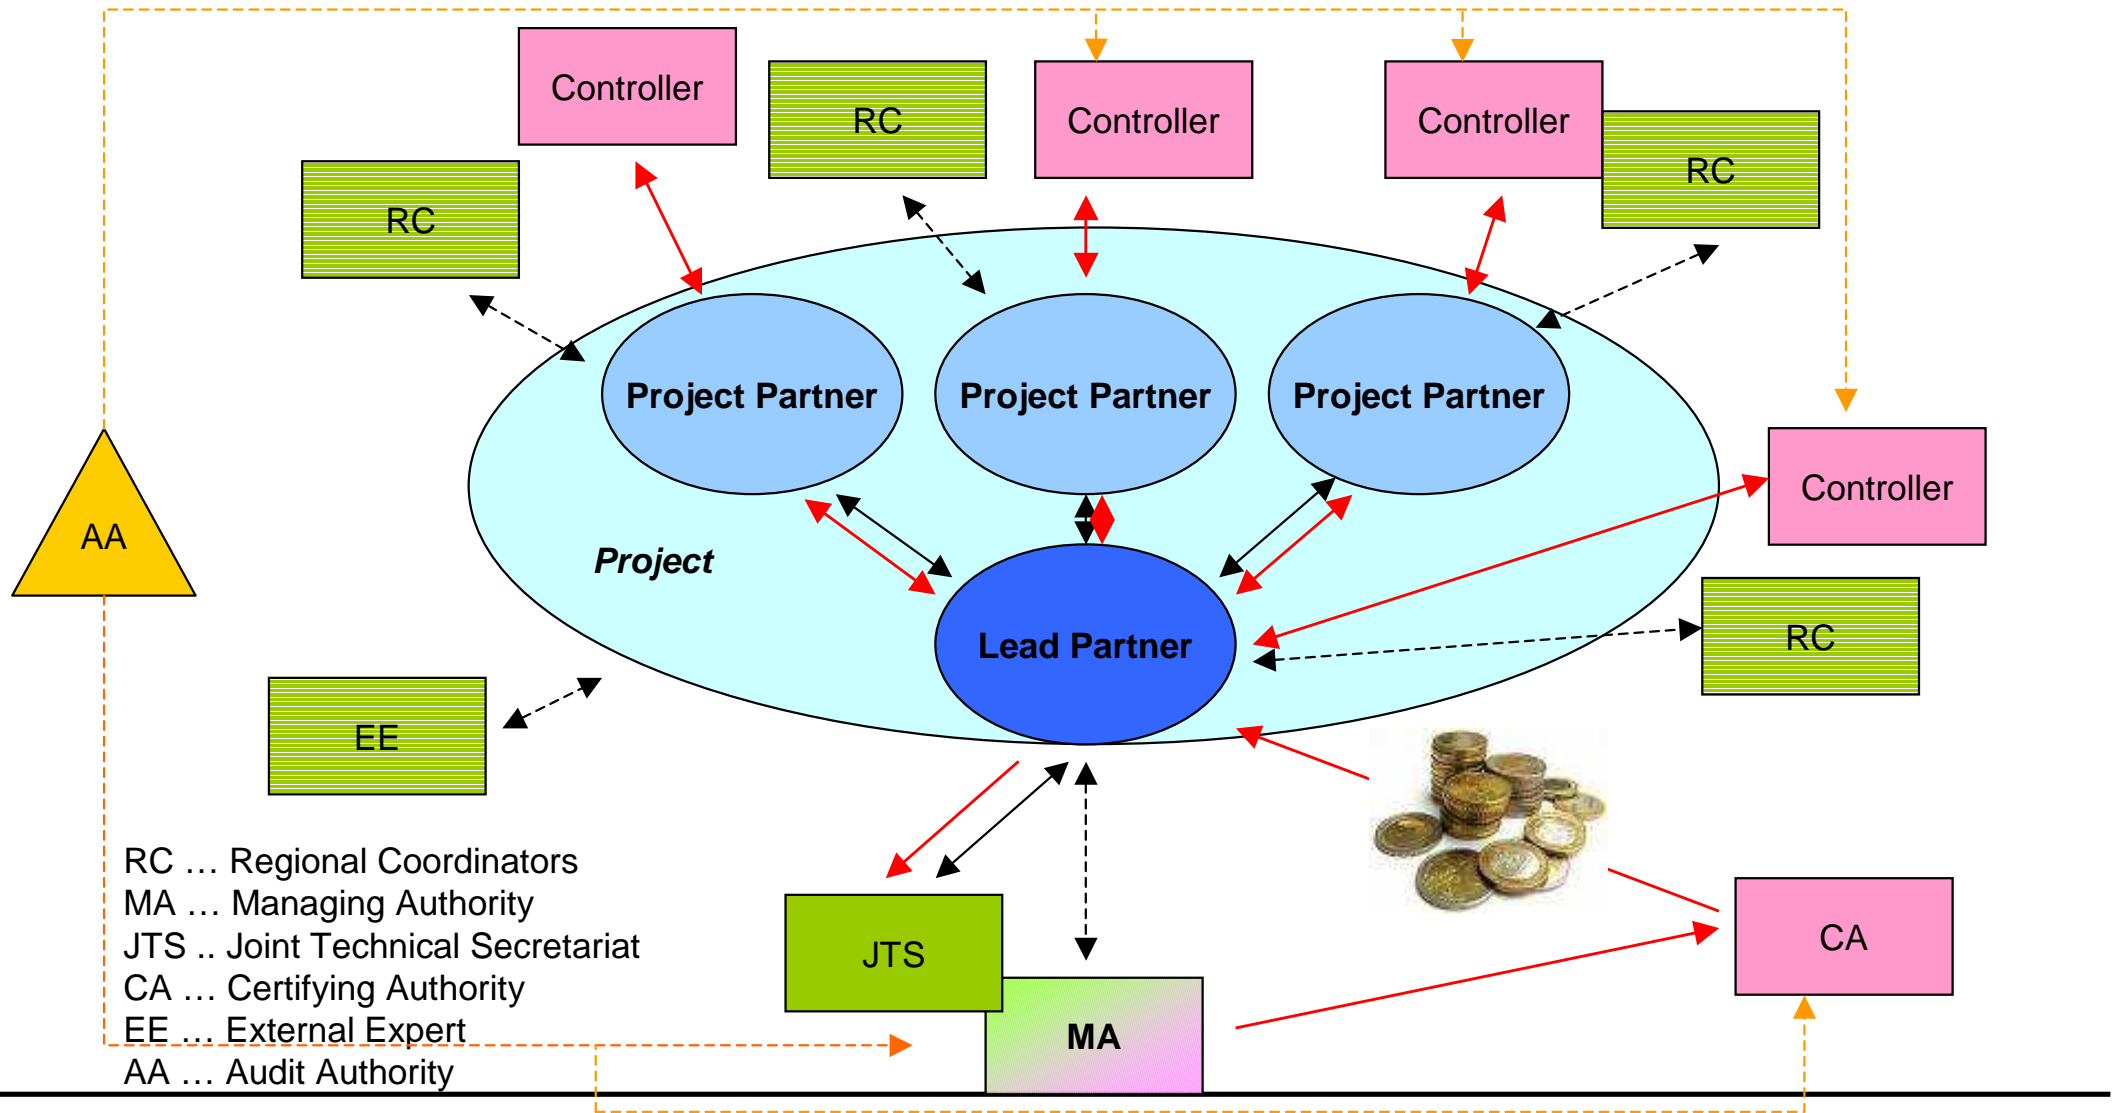 Controller
RC
Controller
Controller
RC
RC
Project Partner
Project Partner
Project Partner
Controller
AA
Project
Lead Partner
RC
EE
RC … Regional Coordinators
MA … Managing Authority
JTS .. Joint Technical Secretariat
CA … Certifying Authority
EE … External Expert
AA … Audit Authority
JTS
CA
MA